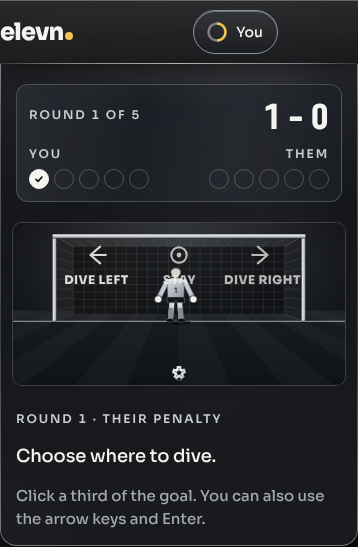 elevn.
You
ROUND 1 OF 5
1 - 0
YOU
THEM
DIVE LEFT
STAY
DIVE RIGHT
1
ROUND 1 · THEIR PENALTY
Choose where to dive.
Click a third of the goal. You can also use
the arrow keys and Enter.